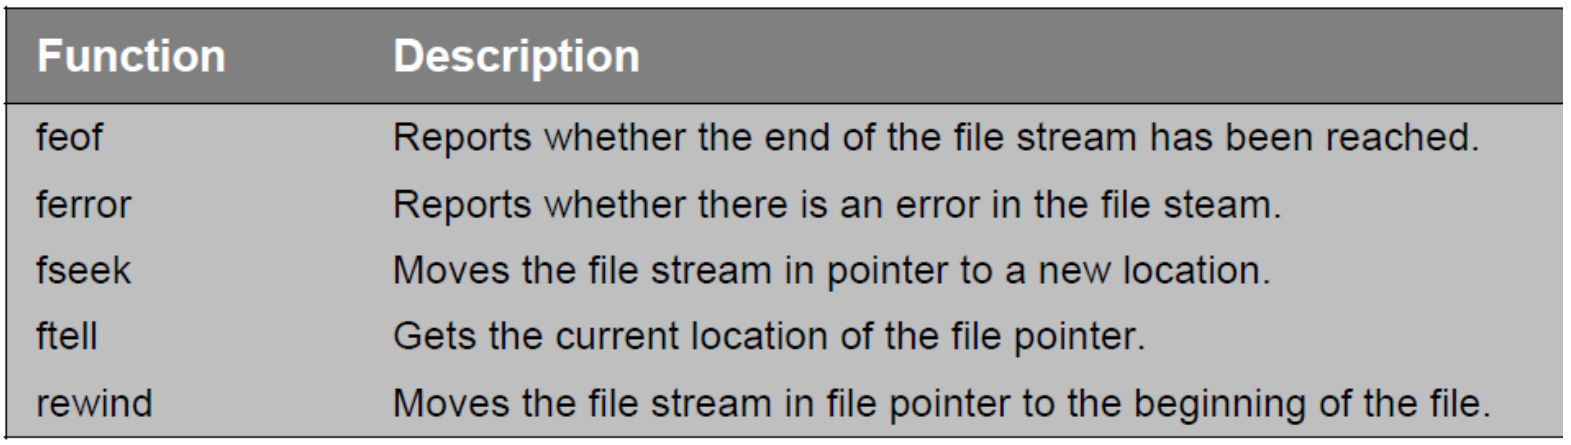 Function Description
feof Reports whether the end of the file stream has been reached.
ferror Reports whether there is an error in the file steam.
fseek Moves the file stream in pointer to a new location.
ftell Gets the current location of the file pointer.
rewind Moves the file stream in file pointer to the beginning of the file.